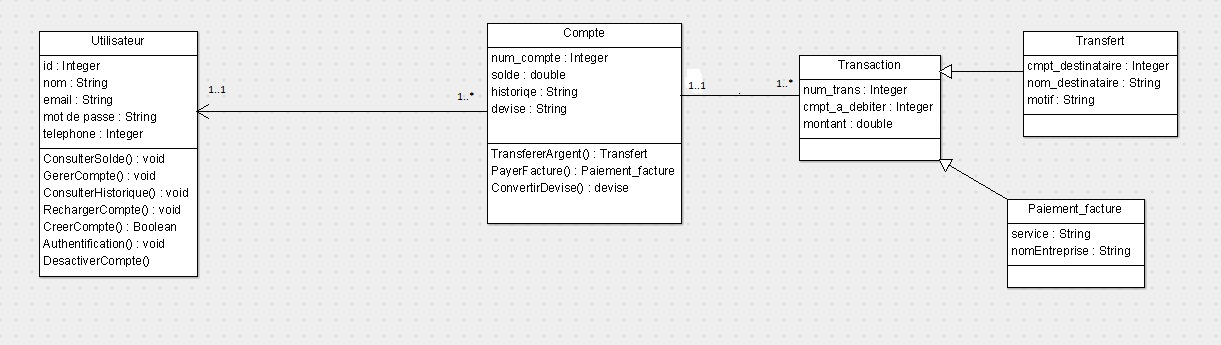 Utilisateur
id : Integer
nom : String
email : String
mot de passe : String
telephone : Integer
ConsulterSolde() : void
GererCompte() : void
ConsulterHistorique() : void
RechargerCompte() : void
CreerCompte() : Boolean
Authentification() : void
DesactiverCompte()
1..1
1..*
Compte
num_compte : Integer
solde : double
historiqe : String
devise : String
TransfererArgent() : Transfert
PayerFacture() : Paiement_facture
ConvertirDevise() : devise
1..1
1..*
Transaction
num_trans : Integer
cmpt_a_debiter : Integer
montant : double
Transfert
cmpt_destinataire : Integer
nom_destinataire : String
motif : String
Paiement_facture
service : String
nomEntreprise : String